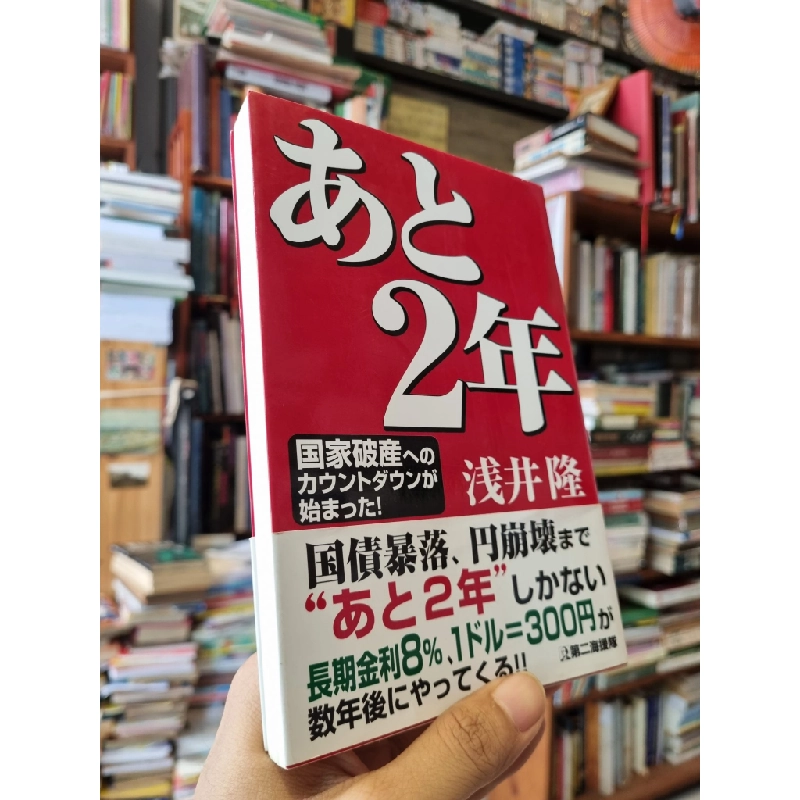 あと
2年
国家破産への
カウントダウンが
始まった!
浅井隆
国債暴落、円崩壊まで
“あと2年”しかない
長期金利8%、1ドル=300円が
数年後にやってくる!!
第二海援隊